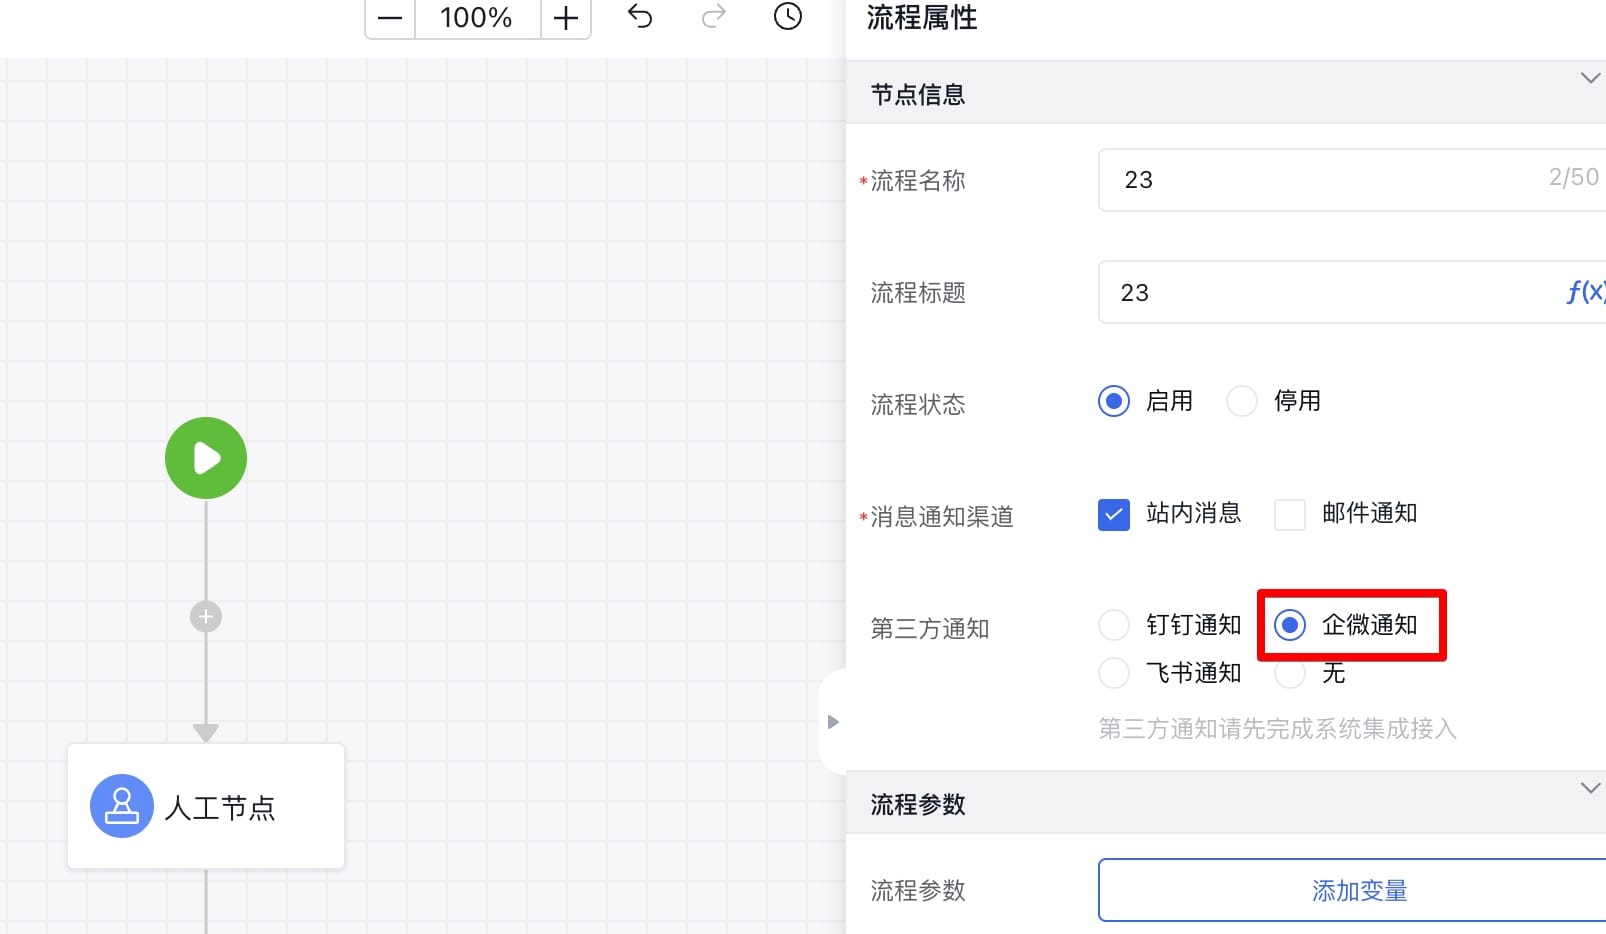 100%
流程属性
节点信息
*流程名称
23
2/50
流程标题
23
f(x)
流程状态
启用
停用
*消息通知渠道
站内消息
邮件通知
第三方通知
钉钉通知
企微通知
飞书通知
无
第三方通知请先完成系统集成接入
人工节点
流程参数
流程参数
添加变量